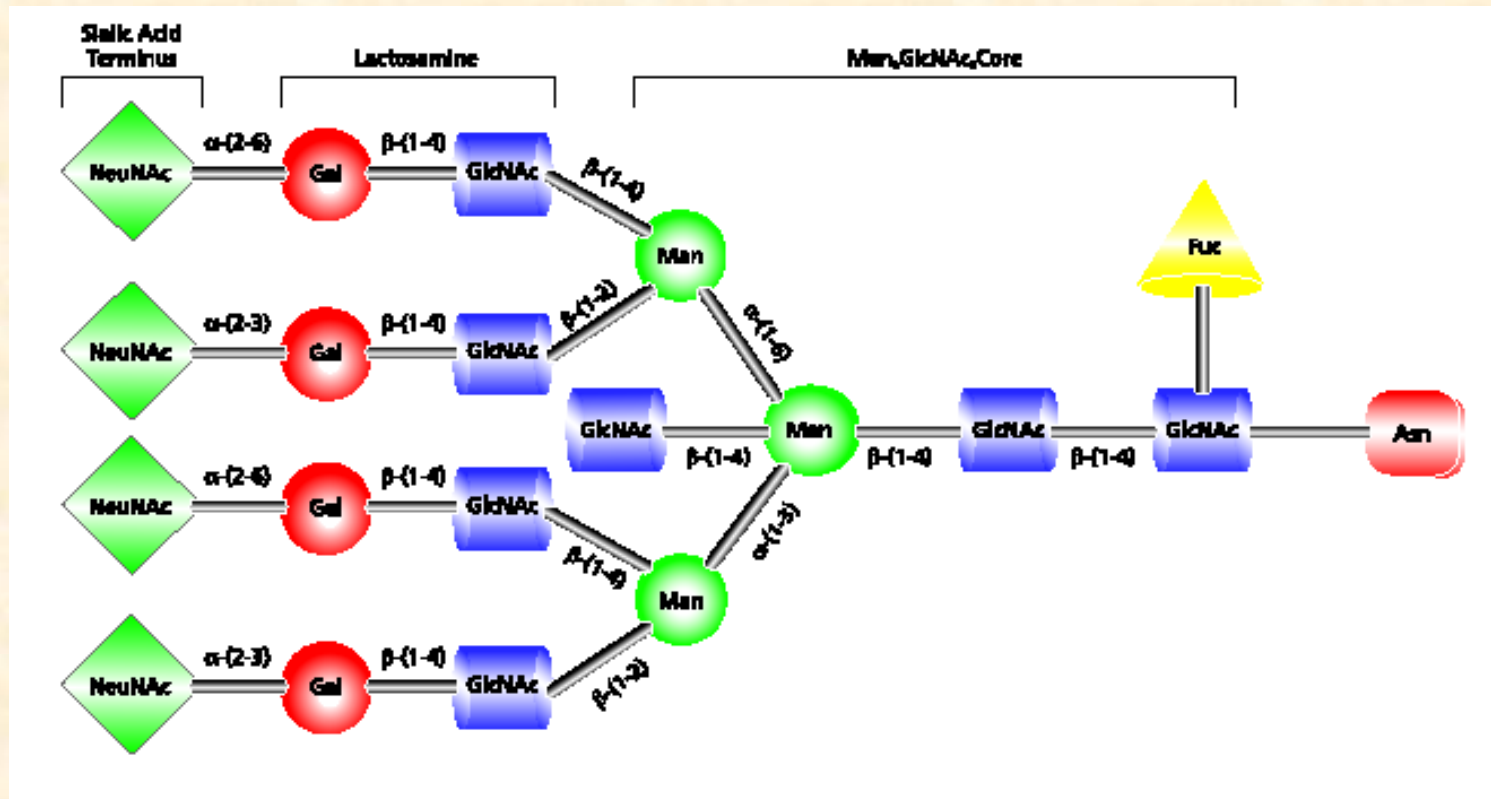 Sialic Acid
Terminus
Lactosamine
Man₃GlcNAc₂Core
NeuNAc α-(2-6) Gal β-(1-4) GlcNAc β-(1-4)
Man
NeuNAc α-(2-3) Gal β-(1-4) GlcNAc β-(1-2)
α-(1-6)
Fuc
GlcNAc β-(1-4) Man β-(1-4) GlcNAc β-(1-4) GlcNAc Asn
α-(1-3)
NeuNAc α-(2-6) Gal β-(1-4) GlcNAc β-(1-4)
Man
NeuNAc α-(2-3) Gal β-(1-4) GlcNAc β-(1-2)